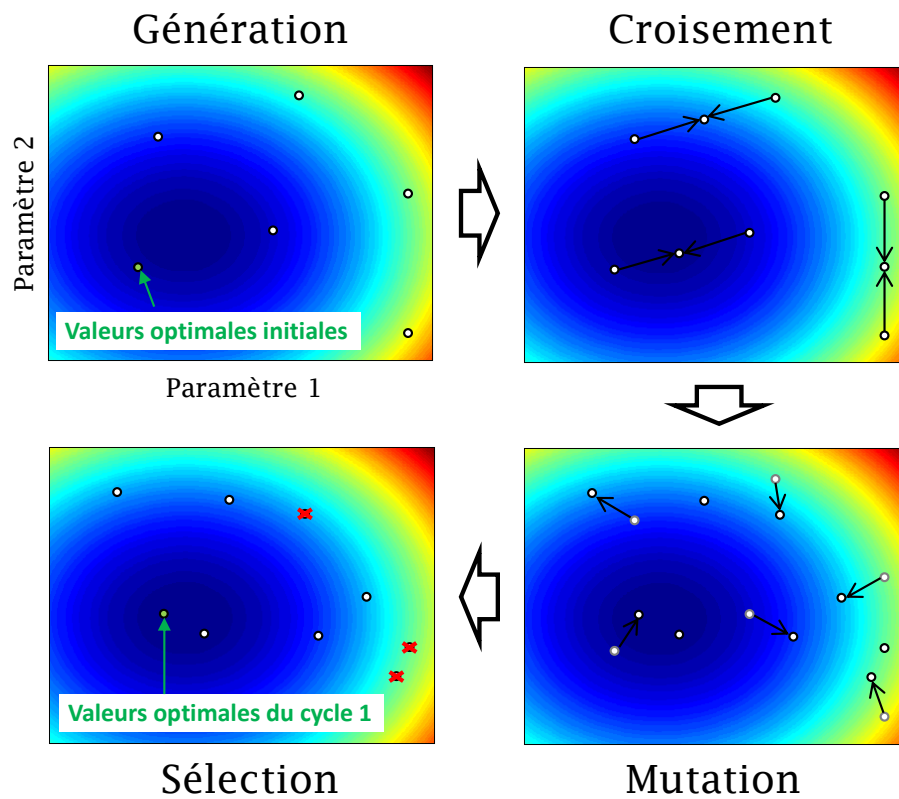 Génération
Croisement
Paramètre 2
Valeurs optimales initiales
Paramètre 1
Valeurs optimales du cycle 1
Sélection
Mutation